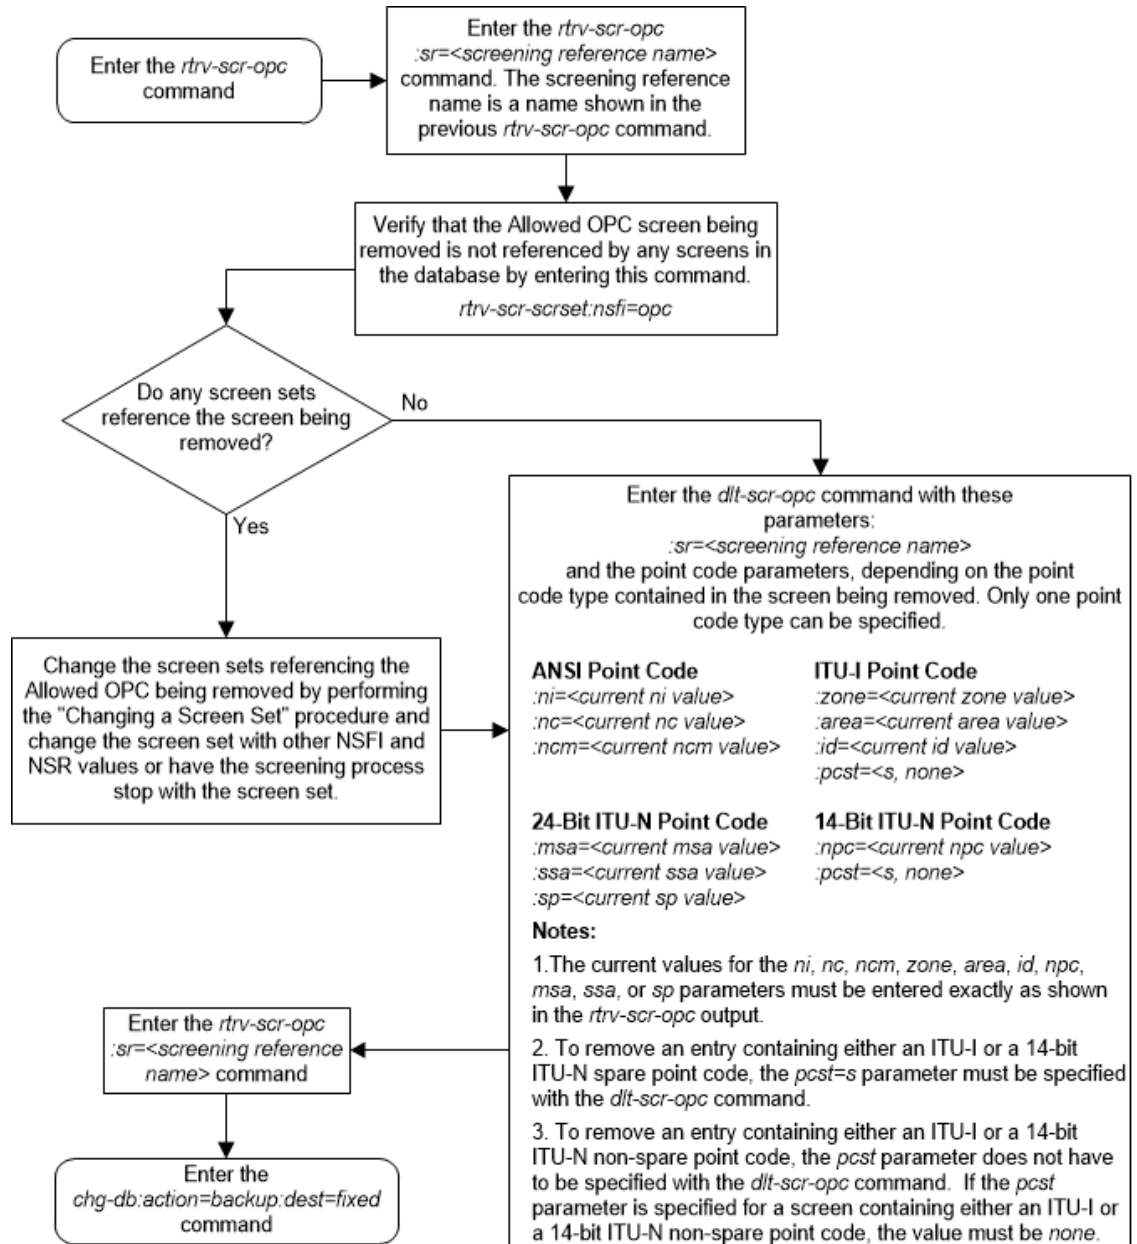 Enter the rtrv-scr-opc
command
Enter the rtrv-scr-opc
:sr=<screening reference name>
command. The screening reference
name is a name shown in the
previous rtrv-scr-opc command.
Verify that the Allowed OPC screen being
removed is not referenced by any screens in
the database by entering this command.
rtrv-scr-scrset:nsfi=opc
Do any screen sets
reference the screen being
removed?
No
Yes
Change the screen sets referencing the
Allowed OPC being removed by performing
the "Changing a Screen Set" procedure and
change the screen set with other NSFI and
NSR values or have the screening process
stop with the screen set.
Enter the dlt-scr-opc command with these
parameters:
:sr=<screening reference name>
and the point code parameters, depending on the point
code type contained in the screen being removed. Only one point
code type can be specified.
ANSI Point Code
:ni=<current ni value>
:nc=<current nc value>
:ncm=<current ncm value>
ITU-I Point Code
:zone=<current zone value>
:area=<current area value>
:id=<current id value>
:pcst=<s, none>
24-Bit ITU-N Point Code
:msa=<current msa value>
:ssa=<current ssa value>
:sp=<current sp value>
14-Bit ITU-N Point Code
:npc=<current npc value>
:pcst=<s, none>
Notes:
1.The current values for the ni, nc, ncm, zone, area, id, npc,
msa, ssa, or sp parameters must be entered exactly as shown
in the rtrv-scr-opc output.
2. To remove an entry containing either an ITU-I or a 14-bit
ITU-N spare point code, the pcst=s parameter must be specified
with the dlt-scr-opc command.
3. To remove an entry containing either an ITU-I or a 14-bit
ITU-N non-spare point code, the pcst parameter does not have
to be specified with the dlt-scr-opc command. If the pcst
parameter is specified for a screen containing either an ITU-I or
a 14-bit ITU-N non-spare point code, the value must be none.
Enter the rtrv-scr-opc
:sr=<screening reference
name> command
Enter the
chg-db:action=backup:dest=fixed
command